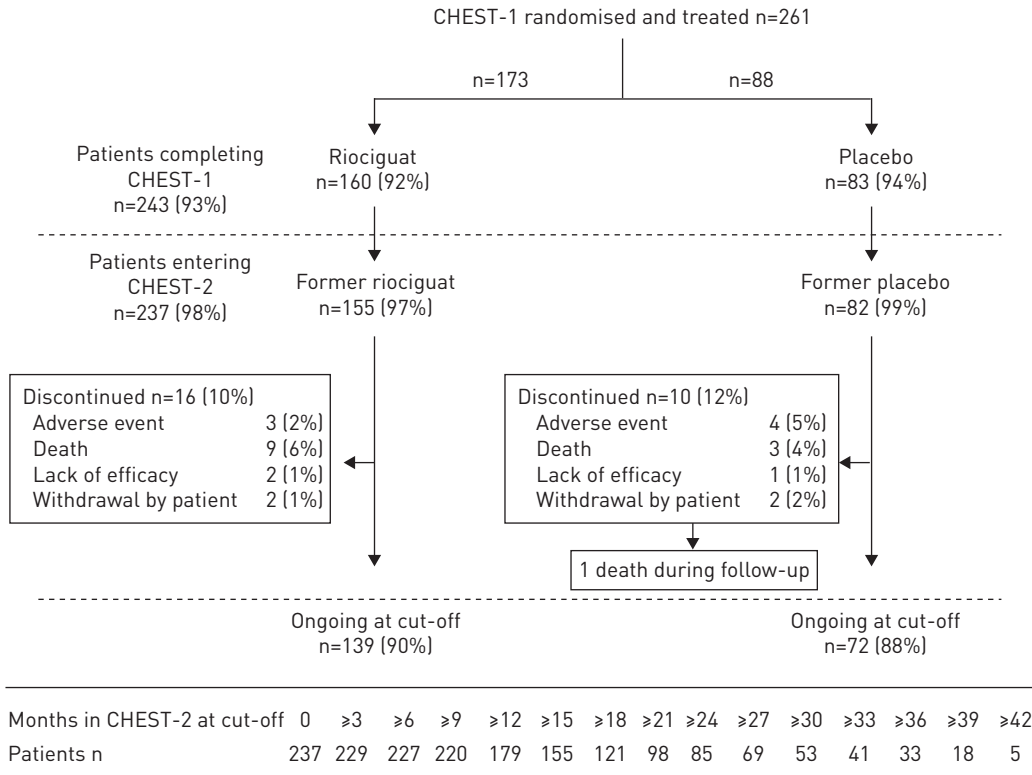 CHEST-1 randomised and treated n=261
n=173
n=88
Patients completing
CHEST-1
n=243 (93%)
Riociguat
n=160 (92%)
Placebo
n=83 (94%)
Patients entering
CHEST-2
n=237 (98%)
Former riociguat
n=155 (97%)
Former placebo
n=82 (99%)
Discontinued n=16 (10%)
Adverse event 3 (2%)
Death 9 (6%)
Lack of efficacy 2 (1%)
Withdrawal by patient 2 (1%)
Discontinued n=10 (12%)
Adverse event 4 (5%)
Death 3 (4%)
Lack of efficacy 1 (1%)
Withdrawal by patient 2 (2%)
1 death during follow-up
Ongoing at cut-off
n=139 (90%)
Ongoing at cut-off
n=72 (88%)
Months in CHEST-2 at cut-off 0 ⩾3 ⩾6 ⩾9 ⩾12 ⩾15 ⩾18 ⩾21 ⩾24 ⩾27 ⩾30 ⩾33 ⩾36 ⩾39 ⩾42
Patients n 237 229 227 220 179 155 121 98 85 69 53 41 33 18 5